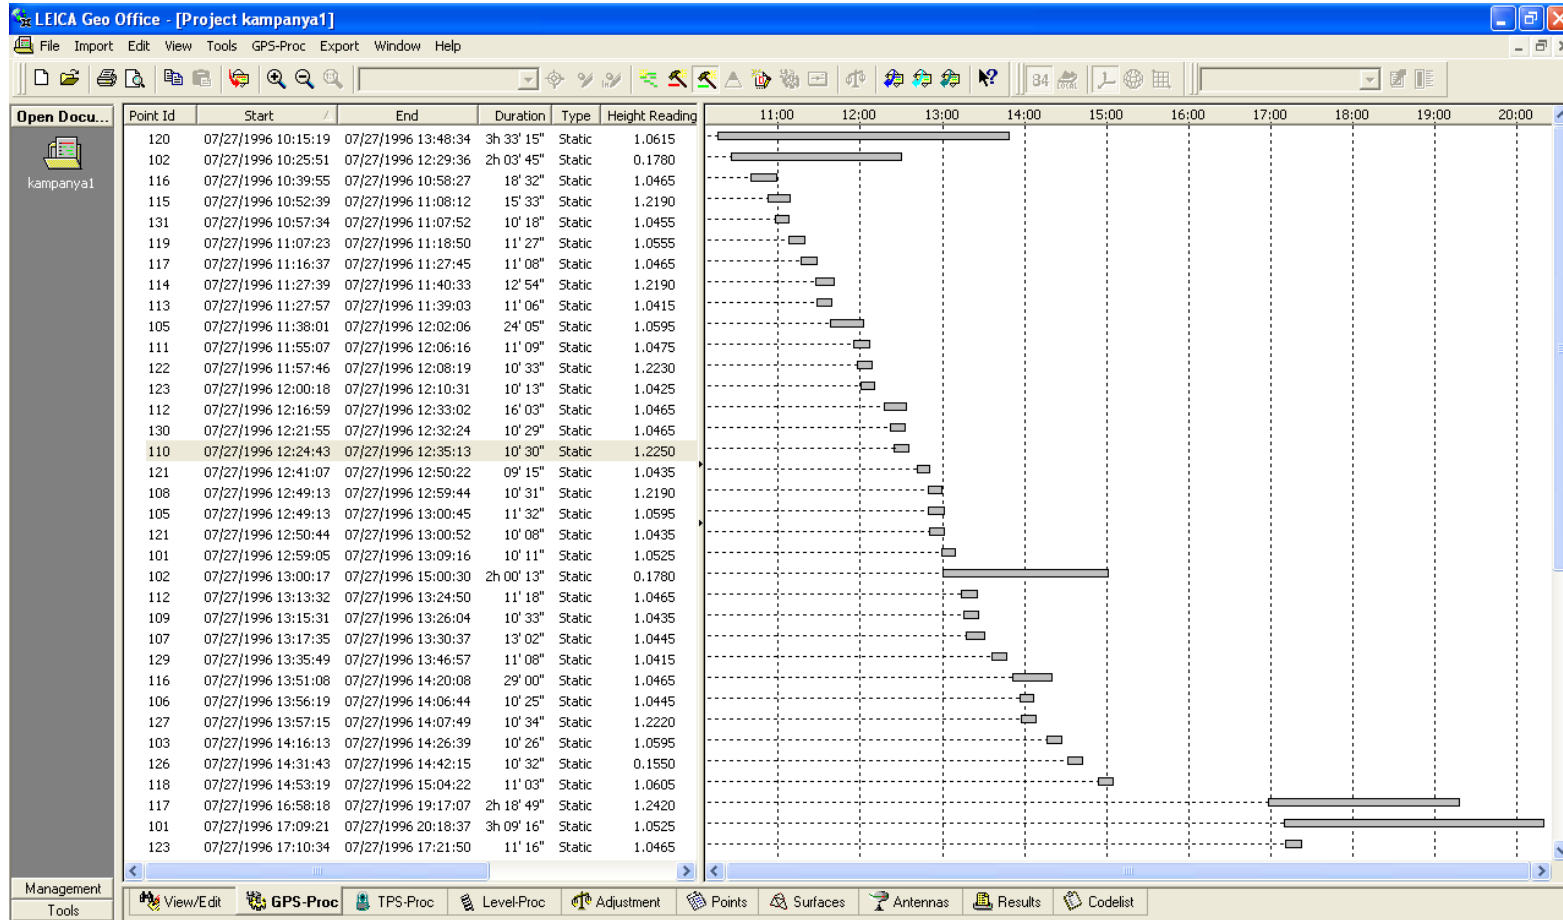 LEICA Geo Office - [Project kampanya1]
File Import Edit View Tools GPS-Proc Export Window Help
84 LOCAL
Open Docu...
kampanya1
Point Id Start End Duration Type Height Reading 11:00 12:00 13:00 14:00 15:00 16:00 17:00 18:00 19:00 20:00
120 07/27/1996 10:15:19 07/27/1996 13:48:34 3h 33' 15" Static 1.0615
102 07/27/1996 10:25:51 07/27/1996 12:29:36 2h 03' 45" Static 0.1780
116 07/27/1996 10:39:55 07/27/1996 10:58:27 18' 32" Static 1.0465
115 07/27/1996 10:52:39 07/27/1996 11:08:12 15' 33" Static 1.2190
131 07/27/1996 10:57:34 07/27/1996 11:07:52 10' 18" Static 1.0455
119 07/27/1996 11:07:23 07/27/1996 11:18:50 11' 27" Static 1.0555
117 07/27/1996 11:16:37 07/27/1996 11:27:45 11' 08" Static 1.0465
114 07/27/1996 11:27:39 07/27/1996 11:40:33 12' 54" Static 1.2190
113 07/27/1996 11:27:57 07/27/1996 11:39:03 11' 06" Static 1.0415
105 07/27/1996 11:38:01 07/27/1996 12:02:06 24' 05" Static 1.0595
111 07/27/1996 11:55:07 07/27/1996 12:06:16 11' 09" Static 1.0475
122 07/27/1996 11:57:46 07/27/1996 12:08:19 10' 33" Static 1.2230
123 07/27/1996 12:00:18 07/27/1996 12:10:31 10' 13" Static 1.0425
112 07/27/1996 12:16:59 07/27/1996 12:33:02 16' 03" Static 1.0465
130 07/27/1996 12:21:55 07/27/1996 12:32:24 10' 29" Static 1.0465
110 07/27/1996 12:24:43 07/27/1996 12:35:13 10' 30" Static 1.2250
121 07/27/1996 12:41:07 07/27/1996 12:50:22 09' 15" Static 1.0435
108 07/27/1996 12:49:13 07/27/1996 12:59:44 10' 31" Static 1.2190
105 07/27/1996 12:49:13 07/27/1996 13:00:45 11' 32" Static 1.0595
121 07/27/1996 12:50:44 07/27/1996 13:00:52 10' 08" Static 1.0435
101 07/27/1996 12:59:05 07/27/1996 13:09:16 10' 11" Static 1.0525
102 07/27/1996 13:00:17 07/27/1996 15:00:30 2h 00' 13" Static 0.1780
112 07/27/1996 13:13:32 07/27/1996 13:24:50 11' 18" Static 1.0465
109 07/27/1996 13:15:31 07/27/1996 13:26:04 10' 33" Static 1.0435
107 07/27/1996 13:17:35 07/27/1996 13:30:37 13' 02" Static 1.0445
129 07/27/1996 13:35:49 07/27/1996 13:46:57 11' 08" Static 1.0415
116 07/27/1996 13:51:08 07/27/1996 14:20:08 29' 00" Static 1.0465
106 07/27/1996 13:56:19 07/27/1996 14:06:44 10' 25" Static 1.0445
127 07/27/1996 13:57:15 07/27/1996 14:07:49 10' 34" Static 1.2220
103 07/27/1996 14:16:13 07/27/1996 14:26:39 10' 26" Static 1.0595
126 07/27/1996 14:31:43 07/27/1996 14:42:15 10' 32" Static 0.1550
118 07/27/1996 14:53:19 07/27/1996 15:04:22 11' 03" Static 1.0605
117 07/27/1996 16:58:18 07/27/1996 19:17:07 2h 18' 49" Static 1.2420
101 07/27/1996 17:09:21 07/27/1996 20:18:37 3h 09' 16" Static 1.0525
123 07/27/1996 17:10:34 07/27/1996 17:21:50 11' 16" Static 1.0465
Management
Tools
View/Edit GPS-Proc TPS-Proc Level-Proc Adjustment Points Surfaces Antennas Results Codelist